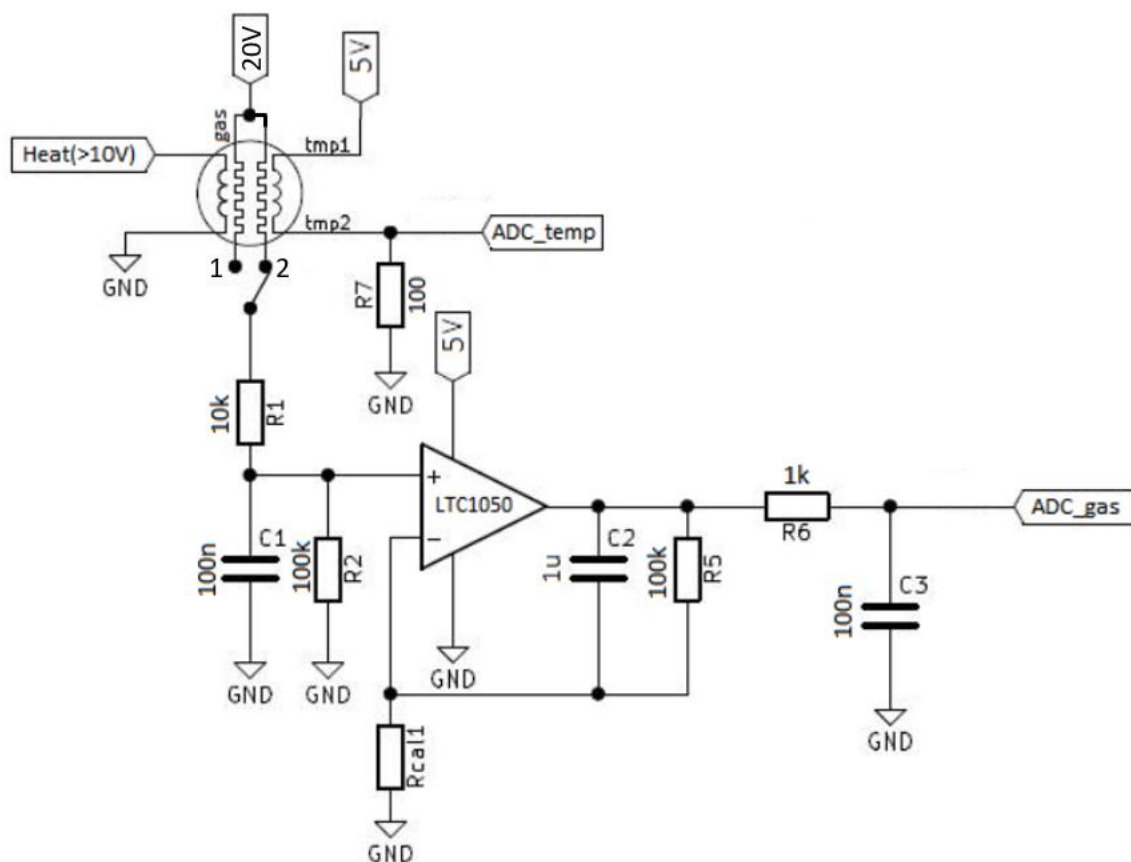 20V
5V
gas
tmp1
Heat(>10V)
tmp2
ADC_temp
1
2
GND
R7
100
5V
GND
10k
R1
+
LTC1050
-
1k
R6
ADC_gas
C1
100n
R2
100k
C2
1u
R5
100k
C3
100n
GND
GND
GND
GND
Rcal1
GND